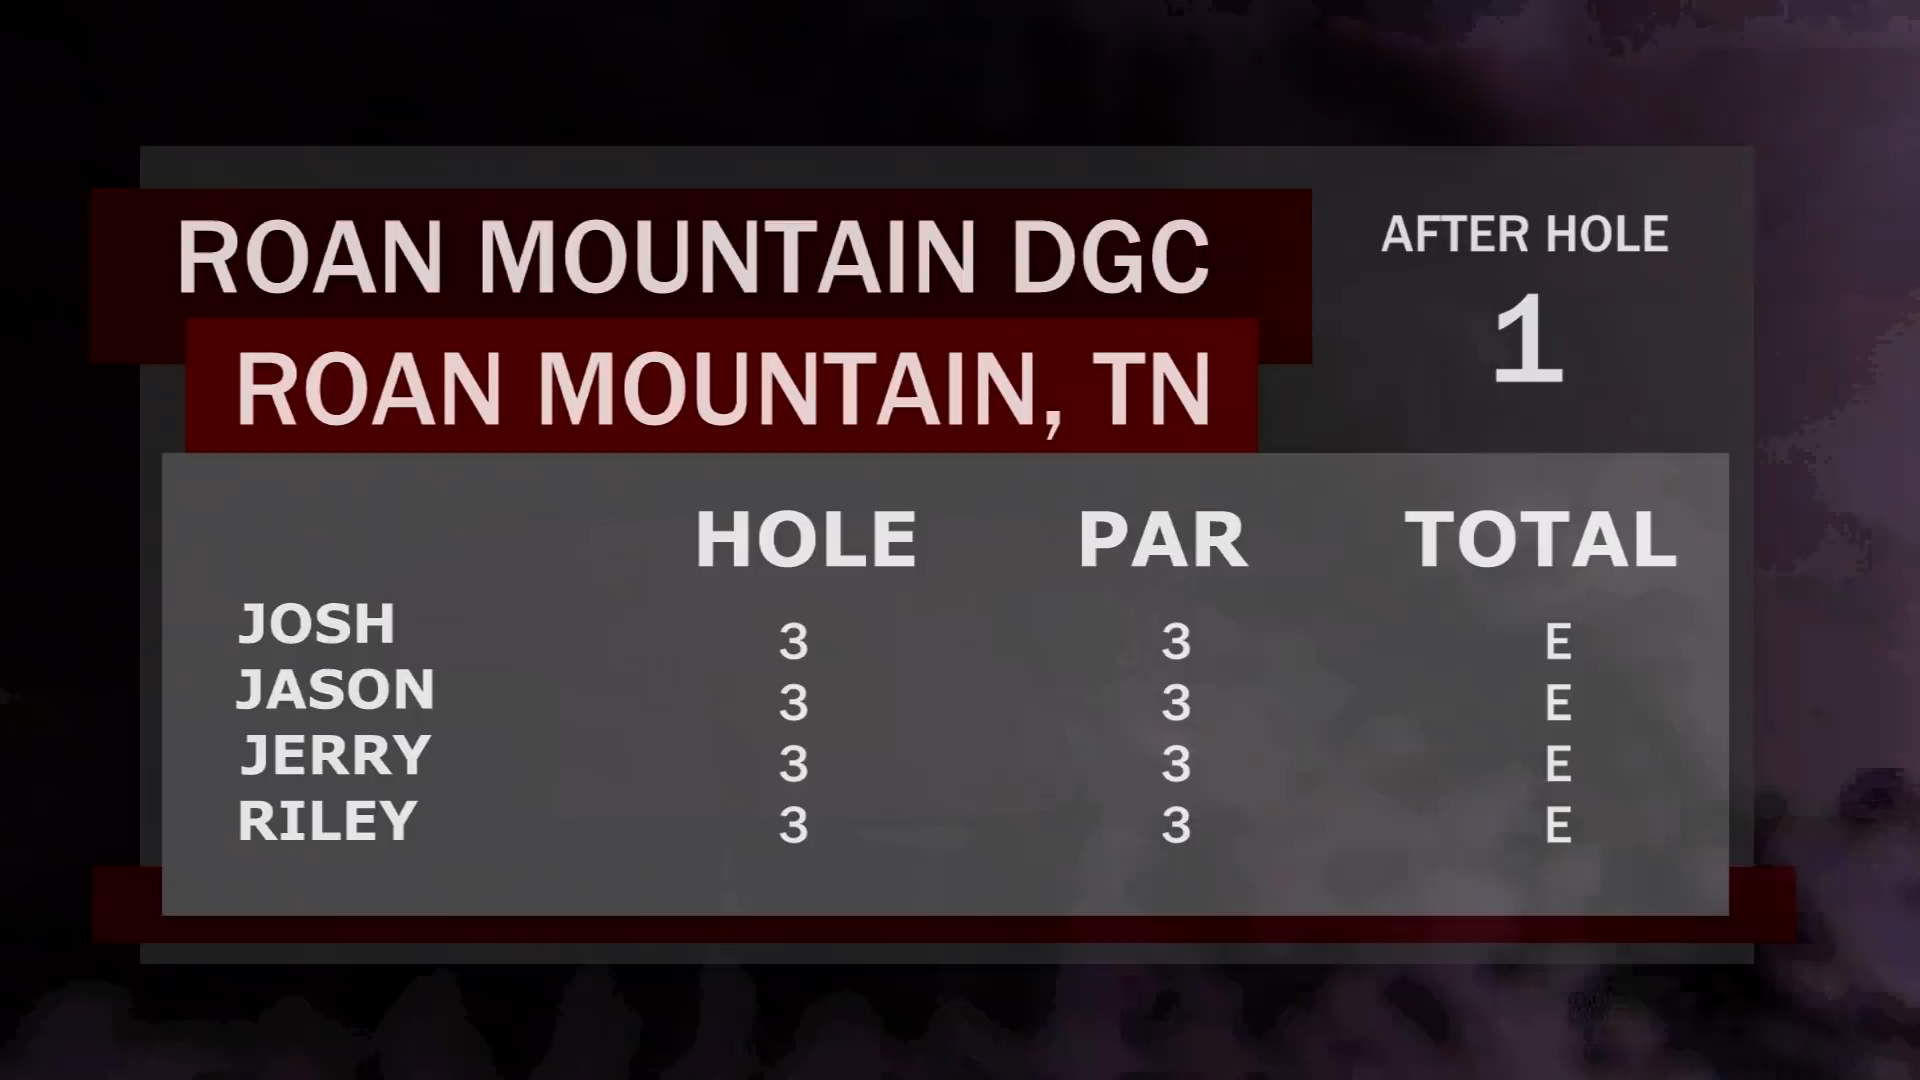 ROAN MOUNTAIN DGC
ROAN MOUNTAIN, TN
AFTER HOLE
1
HOLE PAR TOTAL
JOSH 3 3 E
JASON 3 3 E
JERRY 3 3 E
RILEY 3 3 E